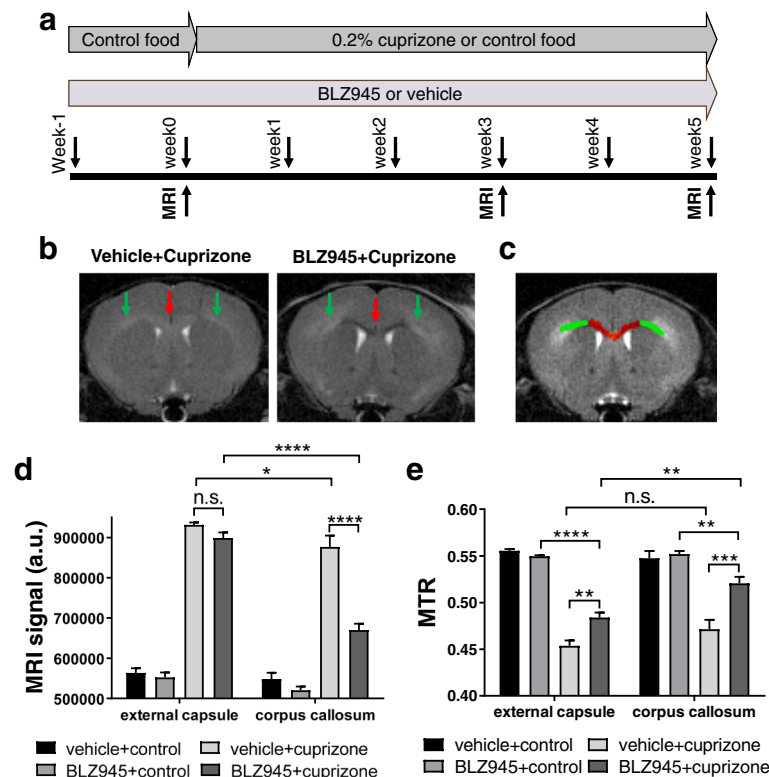 a
Control food
0.2% cuprizone or control food
BLZ945 or vehicle
Week-1
week0
week1
week2
week3
week4
week5
MRI
MRI
MRI
b
Vehicle+Cuprizone
BLZ945+Cuprizone
c
d
****
*
n.s.
****
MRI signal (a.u.)
900000
800000
700000
600000
500000
external capsule
corpus callosum
vehicle+control
vehicle+cuprizone
BLZ945+control
BLZ945+cuprizone
e
**
n.s.
****
**
**
***
MTR
0.60
0.55
0.50
0.45
0.40
external capsule
corpus callosum
vehicle+control
vehicle+cuprizone
BLZ945+control
BLZ945+cuprizone